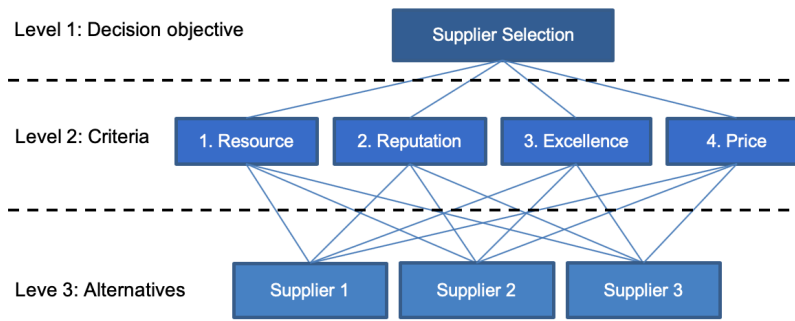 Level 1: Decision objective
Supplier Selection
Level 2: Criteria
1. Resource
2. Reputation
3. Excellence
4. Price
Leve 3: Alternatives
Supplier 1
Supplier 2
Supplier 3